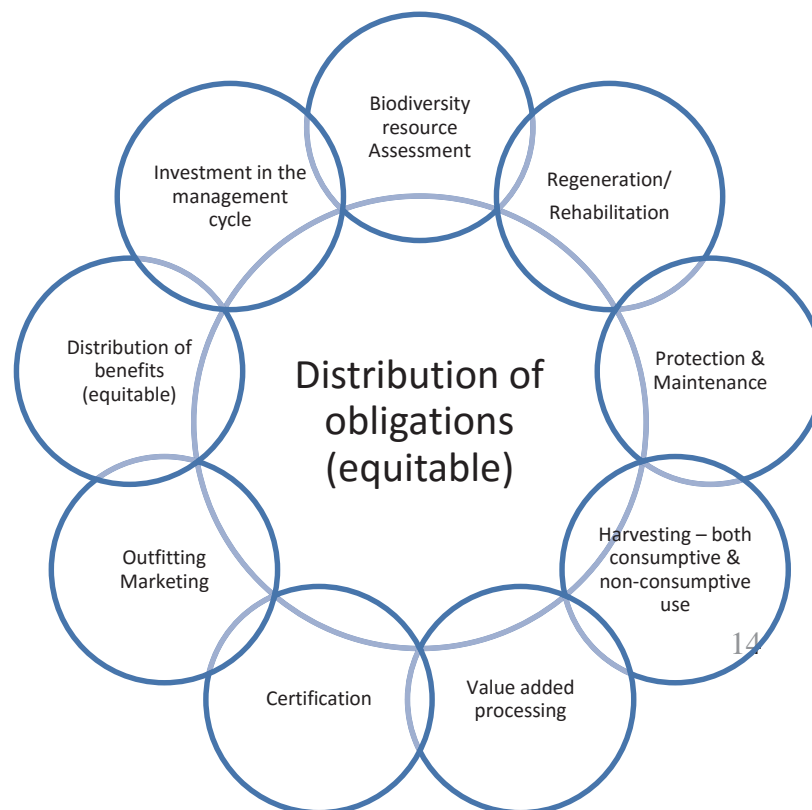 Biodiversity
resource
Assessment
Regeneration/
Rehabilitation
Protection &
Maintenance
Harvesting – both
consumptive &
non-consumptive
use
14
Value added
processing
Certification
Outfitting
Marketing
Distribution of
benefits
(equitable)
Investment in the
management
cycle
Distribution of
obligations
(equitable)